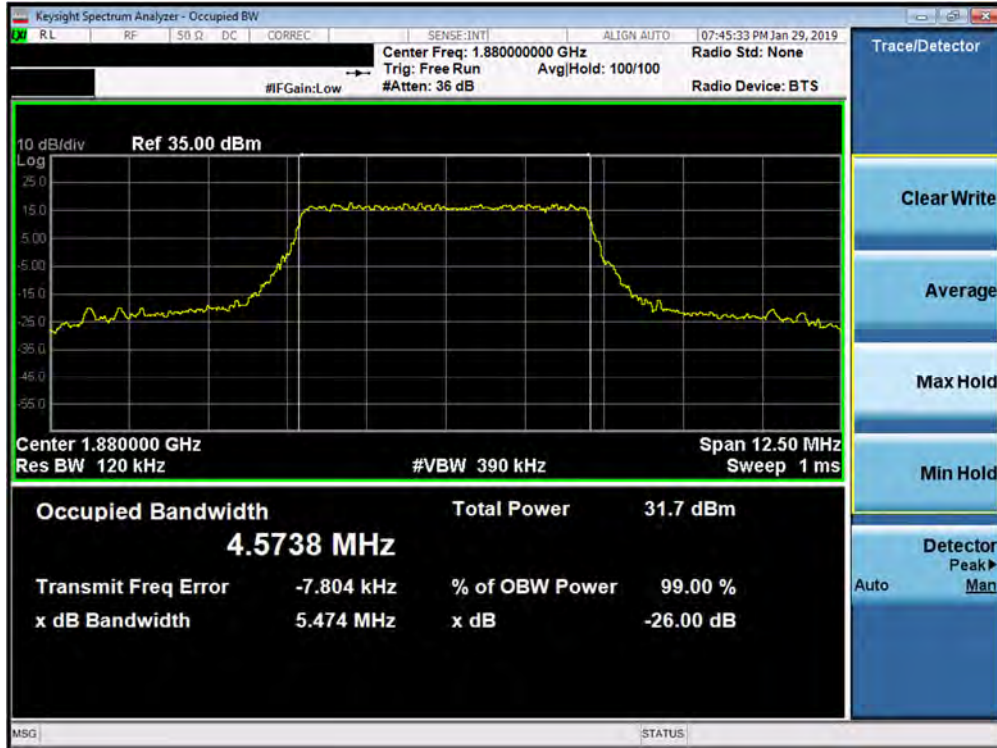 Keysight Spectrum Analyzer - Occupied BW
LXI RL RF 50 Ω DC CORREC SENSE:INT ALIGN AUTO 07:45:33 PM Jan 29, 2019
Center Freq: 1.880000000 GHz Radio Std: None
Trig: Free Run Avg|Hold: 100/100
#IFGain:Low #Atten: 36 dB Radio Device: BTS
10 dB/div Ref 35.00 dBm
Log
25.0
15.0
5.00
-5.00
-15.0
-25.0
-35.0
-45.0
-55.0
Center 1.880000 GHz Span 12.50 MHz
Res BW 120 kHz #VBW 390 kHz Sweep 1 ms
Occupied Bandwidth Total Power 31.7 dBm
4.5738 MHz
Transmit Freq Error -7.804 kHz % of OBW Power 99.00 %
x dB Bandwidth 5.474 MHz x dB -26.00 dB
MSG STATUS
Trace/Detector
Clear Write
Average
Max Hold
Min Hold
Detector
Peak▶
Auto Man